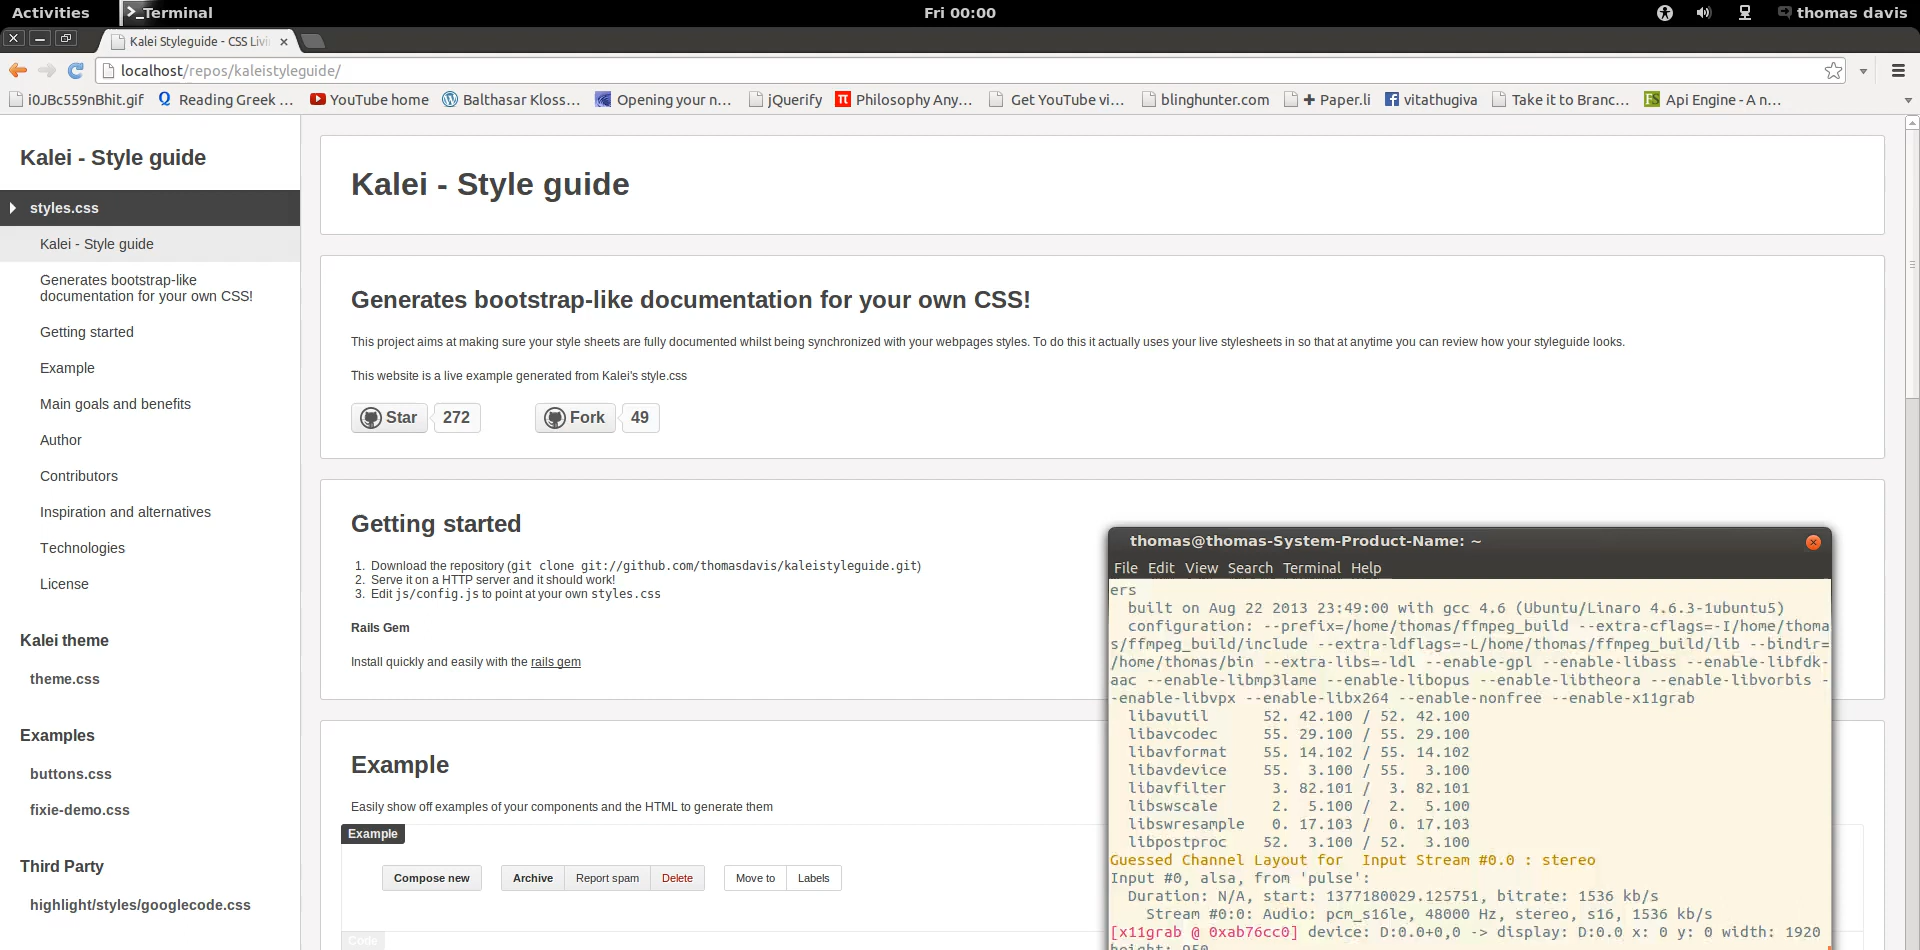 Activities
Terminal
Fri 00:00
thomas davis
Kalei Styleguide - CSS Livi
localhost/repos/kaleistyleguide/
i0JBc559nBhit.gif
Reading Greek ...
YouTube home
Balthasar Kloss...
Opening your n...
jQuerify
Philosophy Any...
Get YouTube vi...
blinghunter.com
+ Paper.li
vitathugiva
Take it to Branc...
Api Engine - A n...
Kalei - Style guide
styles.css
Kalei - Style guide
Generates bootstrap-like
documentation for your own CSS!
Getting started
Example
Main goals and benefits
Author
Contributors
Inspiration and alternatives
Technologies
License
Kalei theme
theme.css
Examples
buttons.css
fixie-demo.css
Third Party
highlight/styles/googlecode.css
Kalei - Style guide
Generates bootstrap-like documentation for your own CSS!
This project aims at making sure your style sheets are fully documented whilst being synchronized with your webpages styles. To do this it actually uses your live stylesheets in so that at anytime you can review how your styleguide looks.
This website is a live example generated from Kalei's style.css
Star 272
Fork 49
Getting started
1. Download the repository (git clone git://github.com/thomasdavis/kaleistyleguide.git)
2. Serve it on a HTTP server and it should work!
3. Edit js/config.js to point at your own styles.css
Rails Gem
Install quickly and easily with the rails gem
Example
Easily show off examples of your components and the HTML to generate them
Example
Compose new
Archive
Report spam
Delete
Move to
Labels
Code
thomas@thomas-System-Product-Name: ~
File Edit View Search Terminal Help
ers
built on Aug 22 2013 23:49:00 with gcc 4.6 (Ubuntu/Linaro 4.6.3-1ubuntu5)
configuration: --prefix=/home/thomas/ffmpeg_build --extra-cflags=-I/home/thoma
s/ffmpeg_build/include --extra-ldflags=-L/home/thomas/ffmpeg_build/lib --bindir=
/home/thomas/bin --extra-libs=-ldl --enable-gpl --enable-libass --enable-libfdk-
aac --enable-libmp3lame --enable-libopus --enable-libtheora --enable-libvorbis -
-enable-libvpx --enable-libx264 --enable-nonfree --enable-x11grab
libavutil 52. 42.100 / 52. 42.100
libavcodec 55. 29.100 / 55. 29.100
libavformat 55. 14.102 / 55. 14.102
libavdevice 55. 3.100 / 55. 3.100
libavfilter 3. 82.101 / 3. 82.101
libswscale 2. 5.100 / 2. 5.100
libswresample 0. 17.103 / 0. 17.103
libpostproc 52. 3.100 / 52. 3.100
Guessed Channel Layout for Input Stream #0.0 : stereo
Input #0, alsa, from 'pulse':
Duration: N/A, start: 1377180029.125751, bitrate: 1536 kb/s
Stream #0:0: Audio: pcm_s16le, 48000 Hz, stereo, s16, 1536 kb/s
[x11grab @ 0xab76cc0] device: D:0.0+0,0 -> display: D:0.0 x: 0 y: 0 width: 1920
height: 950